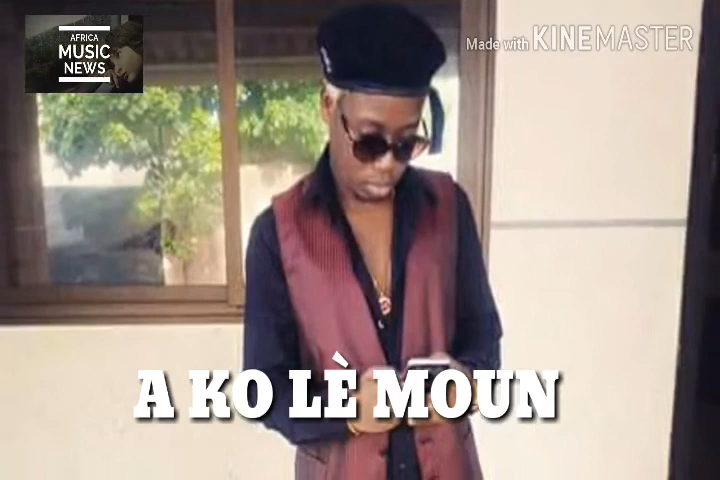 AFRICA
MUSIC
NEWS
Made with KINEMASTER
A KO LÈ MOUN